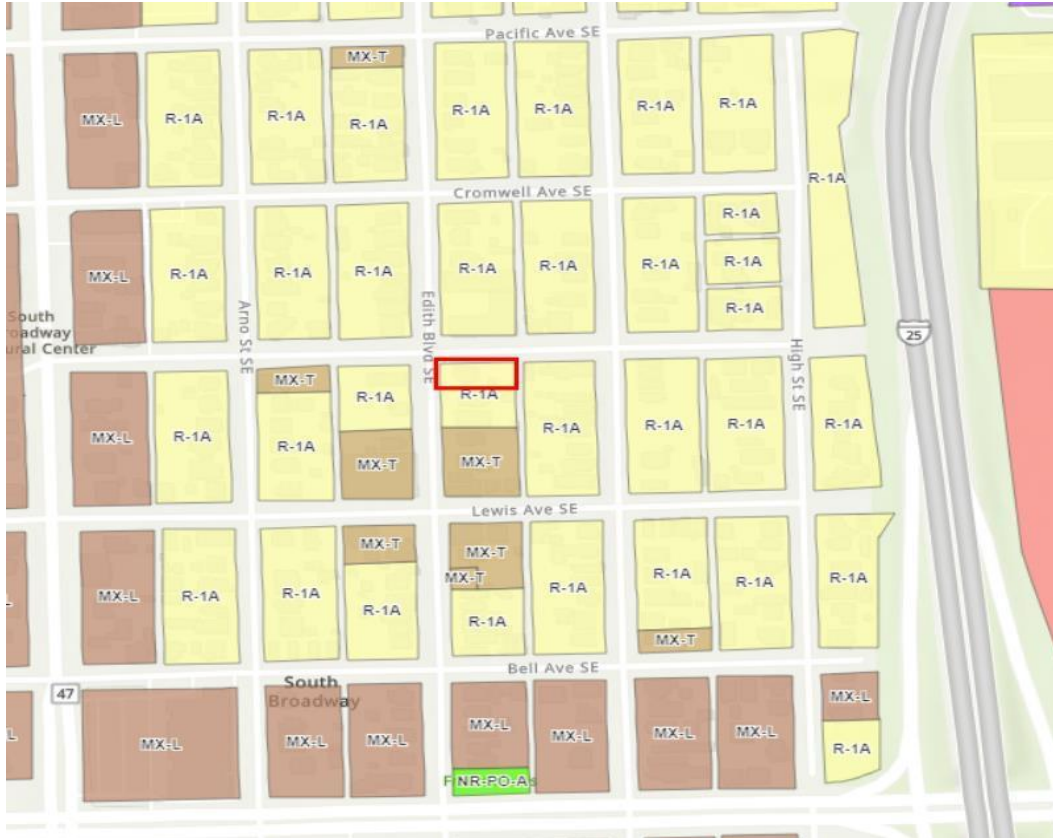 Pacific Ave SE
MX-T
MX-L
R-1A
R-1A
R-1A
R-1A
R-1A
R-1A
R-1A
R-1A
Cromwell Ave SE
R-1A
MX-L
R-1A
R-1A
R-1A
R-1A
R-1A
R-1A
R-1A
R-1A
South
oadway
ural Center
Arno St SE
Edith Blvd SE
High St SE
25
MX-T
R-1A
R-1A
MX-L
R-1A
R-1A
MX-T
MX-T
R-1A
R-1A
R-1A
R-1A
Lewis Ave SE
MX-T
MX-T
MX-T
MX-L
R-1A
R-1A
R-1A
R-1A
R-1A
R-1A
R-1A
R-1A
MX-T
Bell Ave SE
47
South
Broadway
MX-L
L
MX-L
MX-L
MX-L
MX-L
MX-L
MX-L
MX-L
R-1A
NR-PO-A